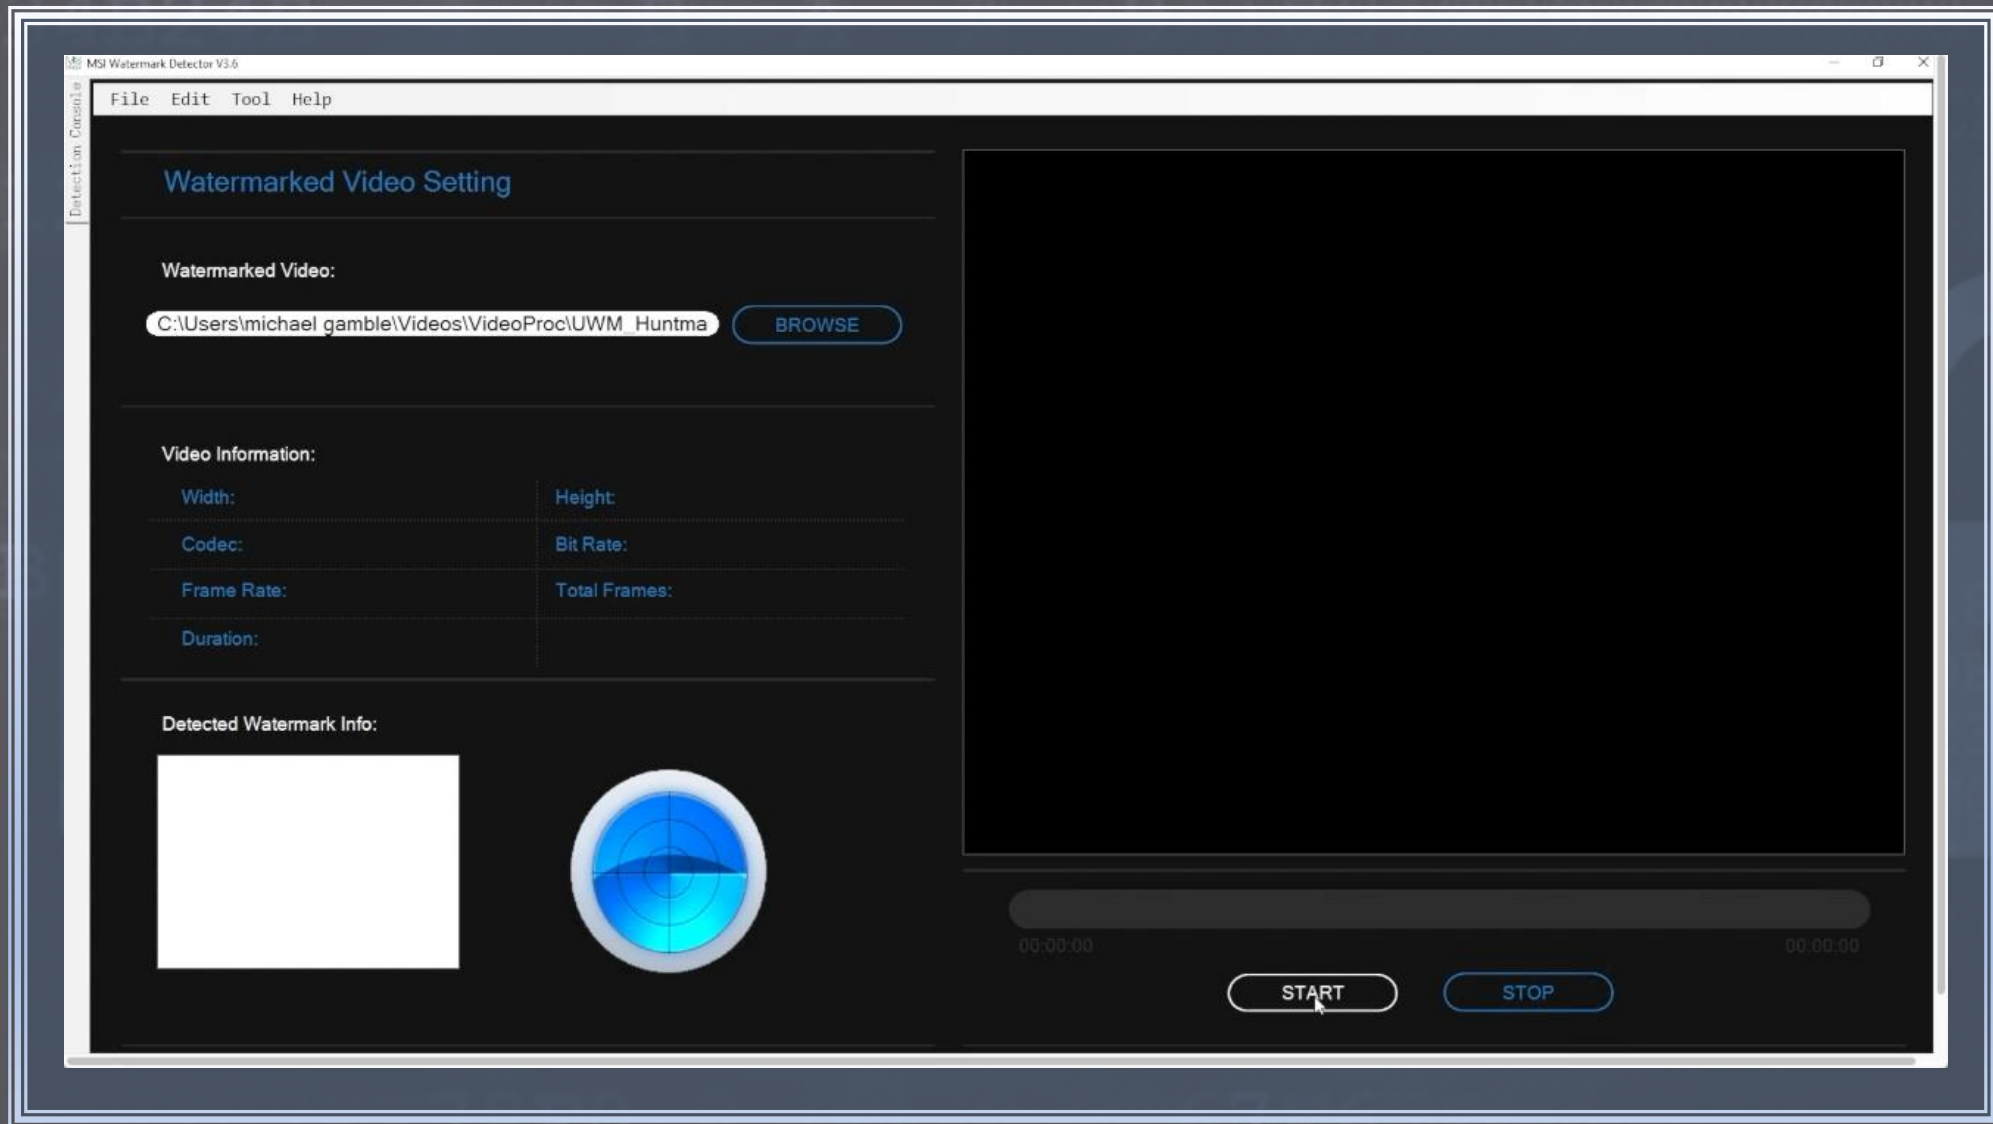 MSI Watermark Detector V3.6
Detection Console
File Edit Tool Help
Watermarked Video Setting
Watermarked Video:
C:\Users\michael gamble\Videos\VideoProc\UWM_Huntma
BROWSE
Video Information:
Width: Height:
Codec: Bit Rate:
Frame Rate: Total Frames:
Duration:
Detected Watermark Info:
00:00:00 00:00:00
START STOP